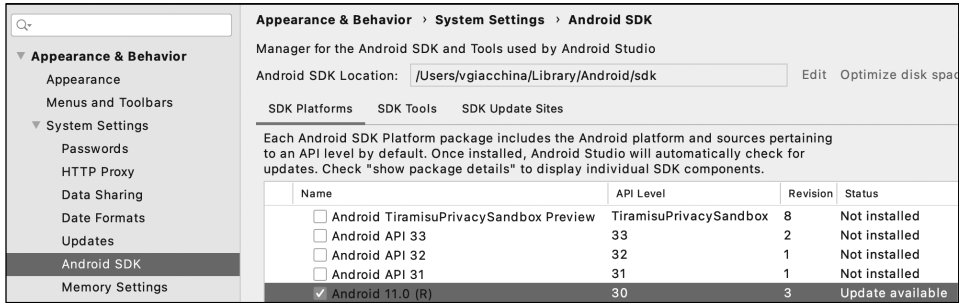 Appearance & Behavior
Appearance
Menus and Toolbars
System Settings
Passwords
HTTP Proxy
Data Sharing
Date Formats
Updates
Android SDK
Memory Settings
Appearance & Behavior › System Settings › Android SDK
Manager for the Android SDK and Tools used by Android Studio
Android SDK Location: /Users/vgiacchina/Library/Android/sdk Edit Optimize disk spac
SDK Platforms SDK Tools SDK Update Sites
Each Android SDK Platform package includes the Android platform and sources pertaining
to an API level by default. Once installed, Android Studio will automatically check for
updates. Check "show package details" to display individual SDK components.
Name API Level Revision Status
Android TiramisuPrivacySandbox Preview TiramisuPrivacySandbox 8 Not installed
Android API 33 33 2 Not installed
Android API 32 32 1 Not installed
Android API 31 31 1 Not installed
Android 11.0 (R) 30 3 Update available